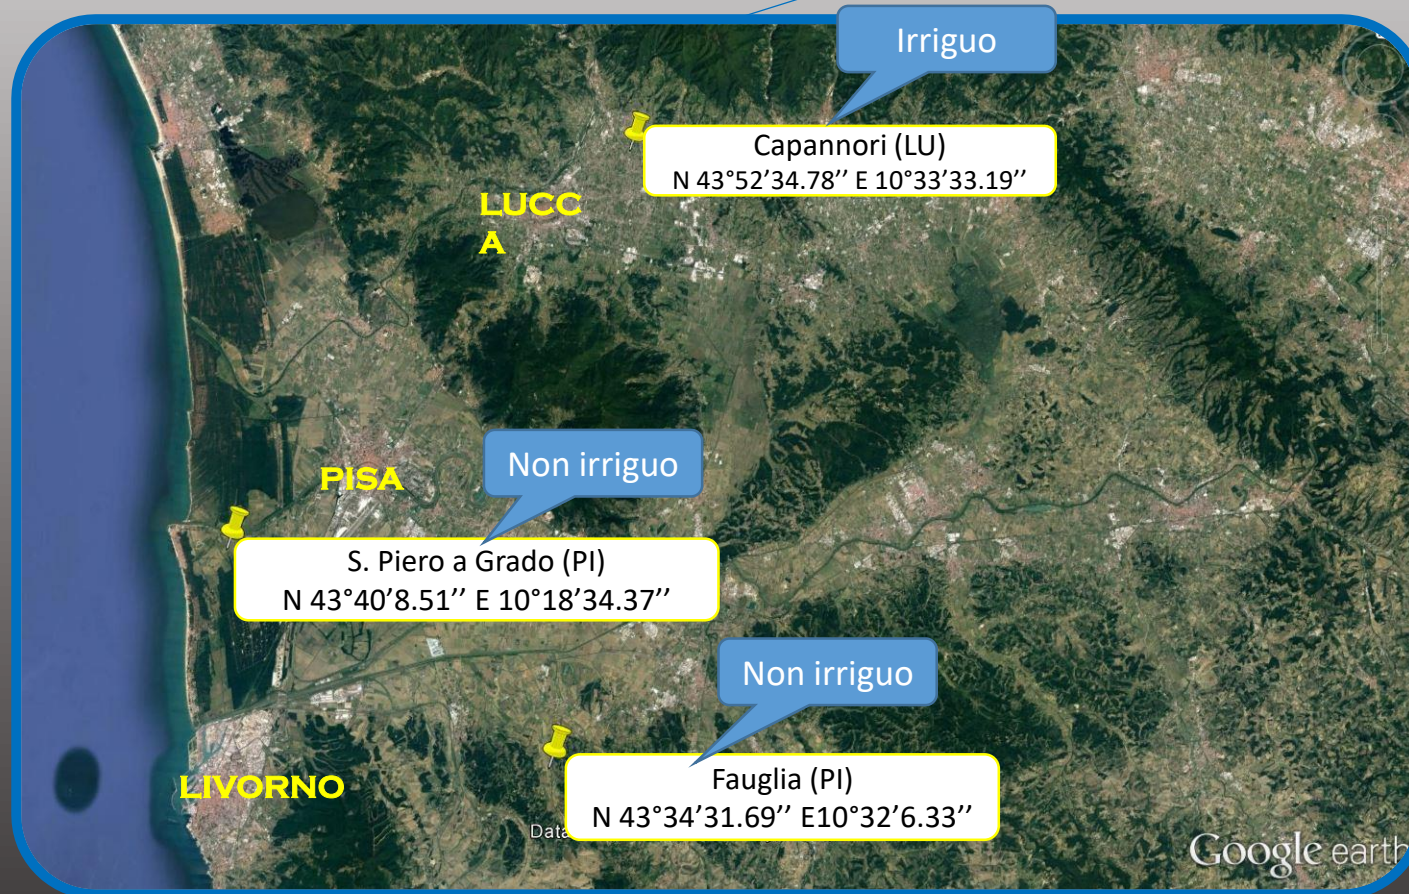 Irriguo
Capannori (LU)
N 43°52’34.78’’ E 10°33’33.19’’
LUCC
A
PISA
Non irriguo
S. Piero a Grado (PI)
N 43°40’8.51’’ E 10°18’34.37’’
Non irriguo
Fauglia (PI)
N 43°34’31.69’’ E10°32’6.33’’
LIVORNO
Data
Google earth